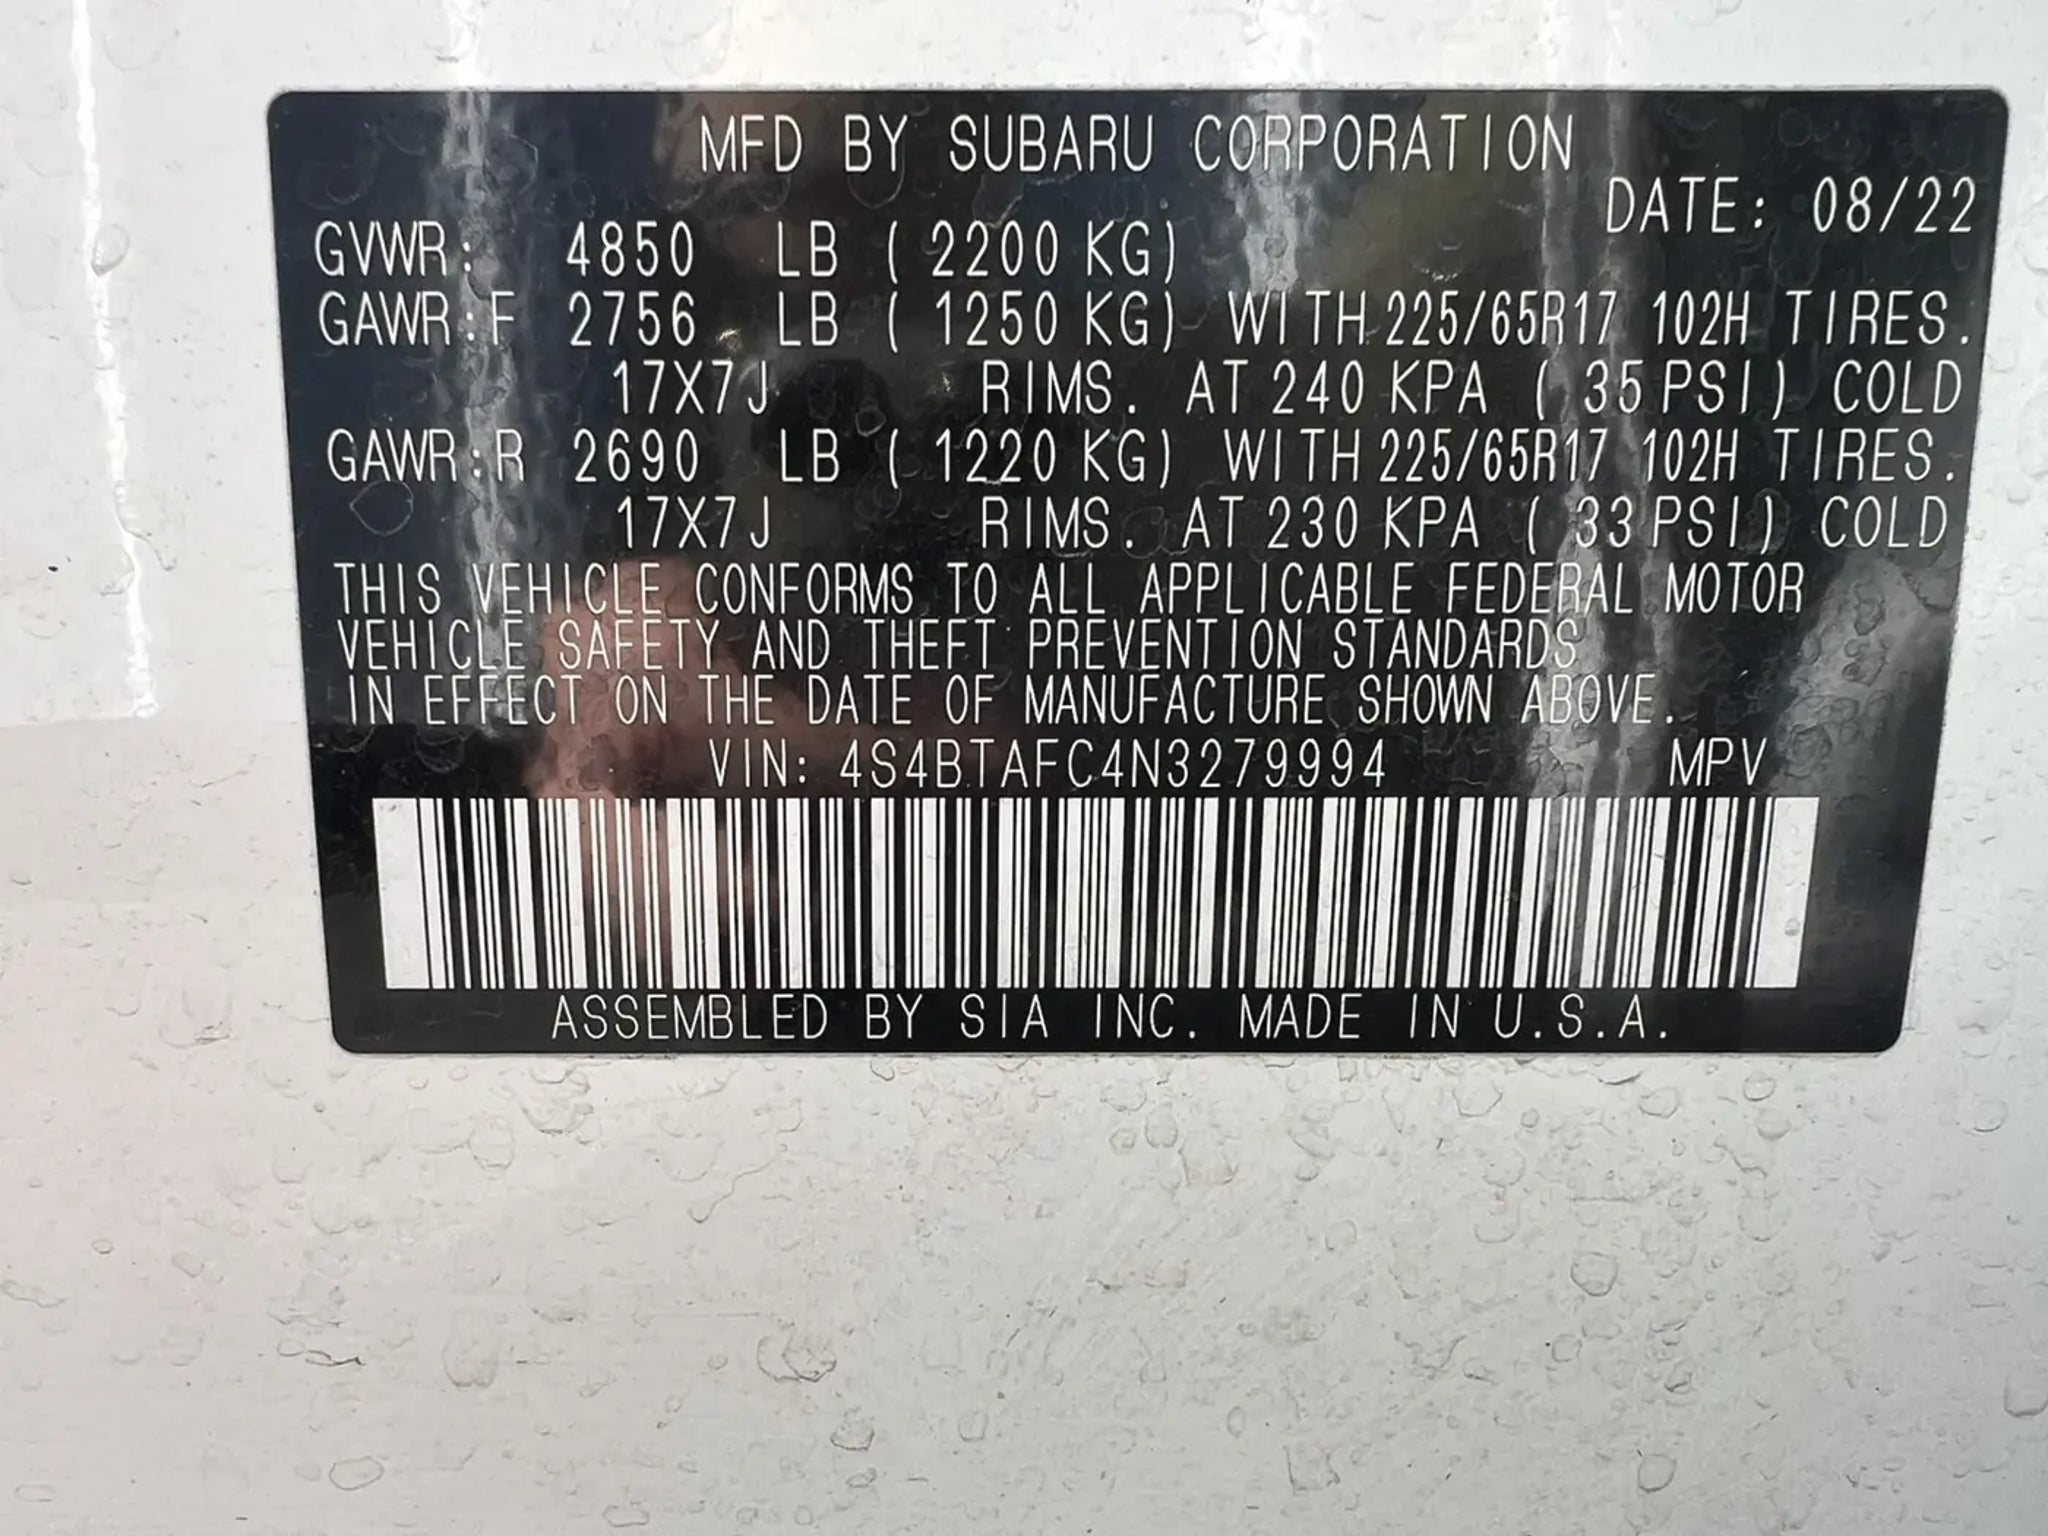 MFD BY SUBARU CORPORATION
DATE: 08/22
GVWR: 4850 LB ( 2200 KG)
GAWR:F 2756 LB ( 1250 KG) WITH 225/65R17 102H TIRES.
17X7J RIMS. AT 240 KPA ( 35 PSI) COLD
GAWR:R 2690 LB ( 1220 KG) WITH 225/65R17 102H TIRES.
17X7J RIMS. AT 230 KPA ( 33 PSI) COLD
THIS VEHICLE CONFORMS TO ALL APPLICABLE FEDERAL MOTOR
VEHICLE SAFETY AND THEFT PREVENTION STANDARDS
IN EFFECT ON THE DATE OF MANUFACTURE SHOWN ABOVE.
VIN: 4S4BTAFC4N3279994 MPV
ASSEMBLED BY SIA INC. MADE IN U.S.A.